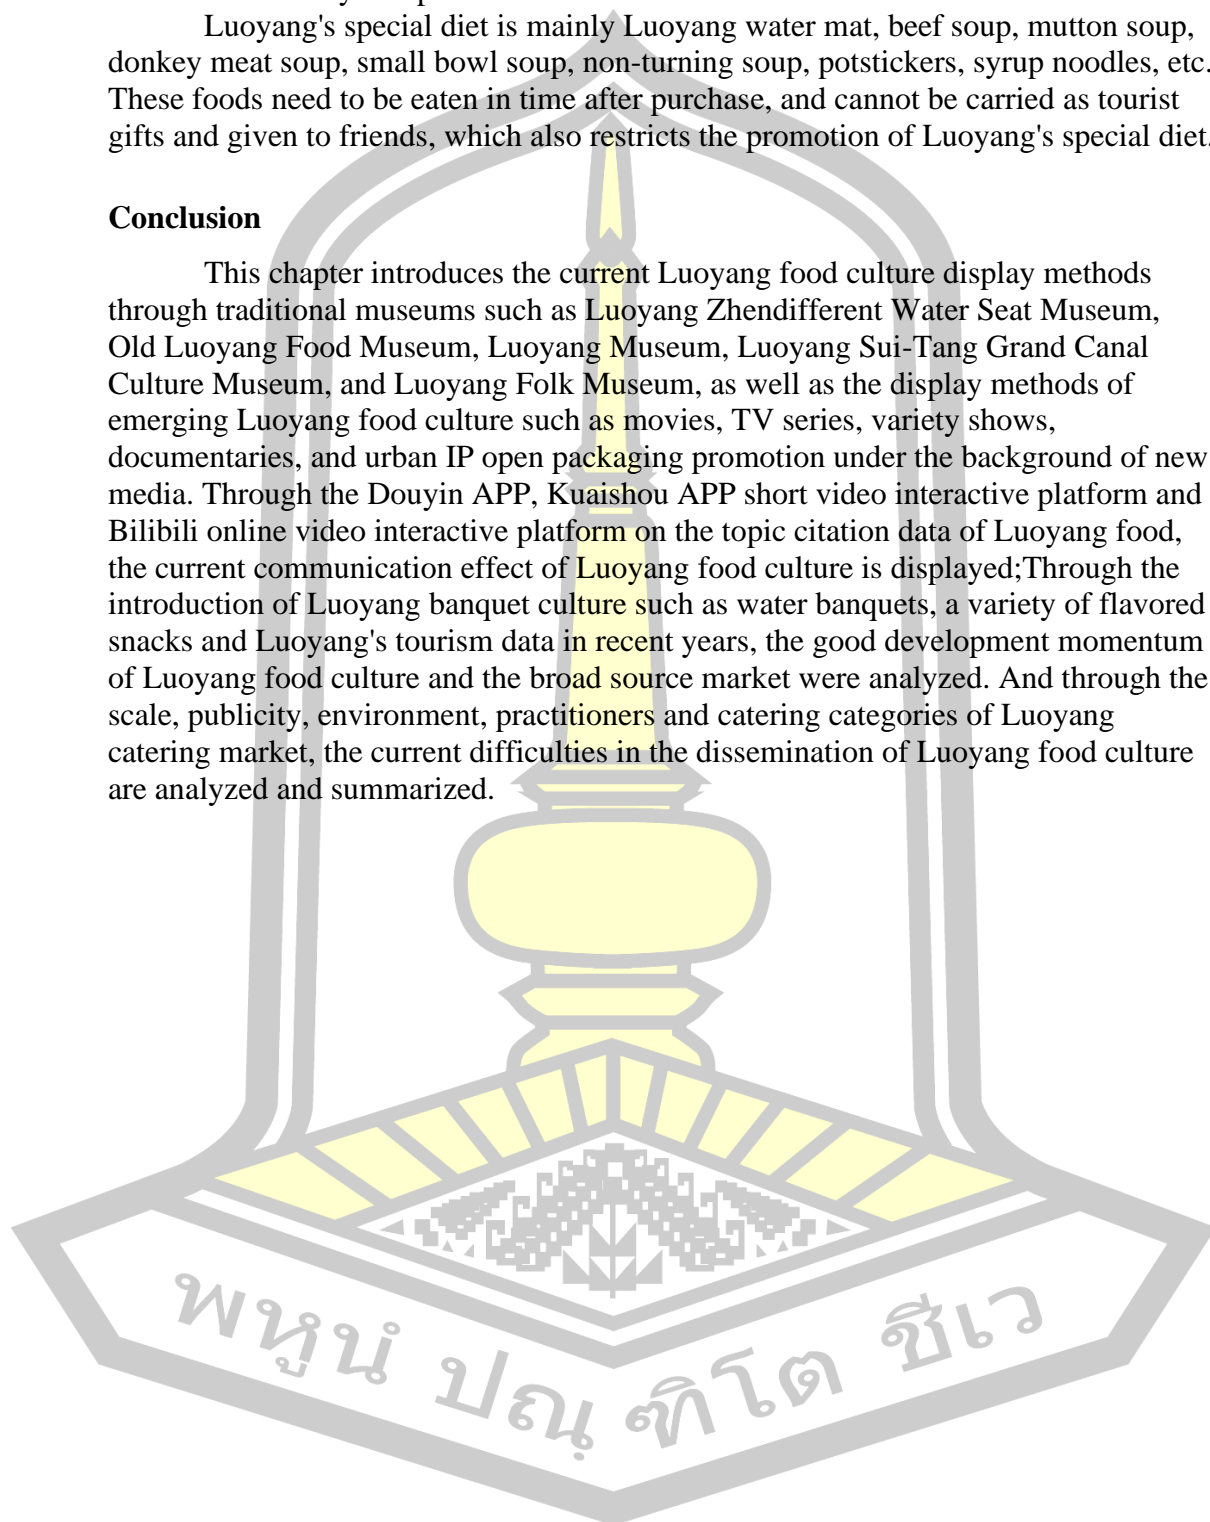 Luoyang's special diet is mainly Luoyang water mat, beef soup, mutton soup,
donkey meat soup, small bowl soup, non-turning soup, potstickers, syrup noodles, etc.
These foods need to be eaten in time after purchase, and cannot be carried as tourist
gifts and given to friends, which also restricts the promotion of Luoyang's special diet.
Conclusion
This chapter introduces the current Luoyang food culture display methods
through traditional museums such as Luoyang Zhendifferent Water Seat Museum,
Old Luoyang Food Museum, Luoyang Museum, Luoyang Sui-Tang Grand Canal
Culture Museum, and Luoyang Folk Museum, as well as the display methods of
emerging Luoyang food culture such as movies, TV series, variety shows,
documentaries, and urban IP open packaging promotion under the background of new
media. Through the Douyin APP, Kuaishou APP short video interactive platform and
Bilibili online video interactive platform on the topic citation data of Luoyang food,
the current communication effect of Luoyang food culture is displayed;Through the
introduction of Luoyang banquet culture such as water banquets, a variety of flavored
snacks and Luoyang's tourism data in recent years, the good development momentum
of Luoyang food culture and the broad source market were analyzed. And through the
scale, publicity, environment, practitioners and catering categories of Luoyang
catering market, the current difficulties in the dissemination of Luoyang food culture
are analyzed and summarized.
พหูนํ ปณฺฑิโต ชีเว